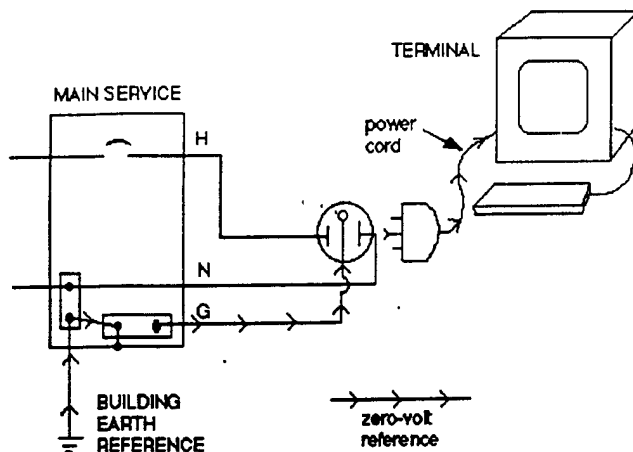 TERMINAL
MAIN SERVICE
H
power
cord
N
G
BUILDING
EARTH
REFERENCE
zero-volt
reference